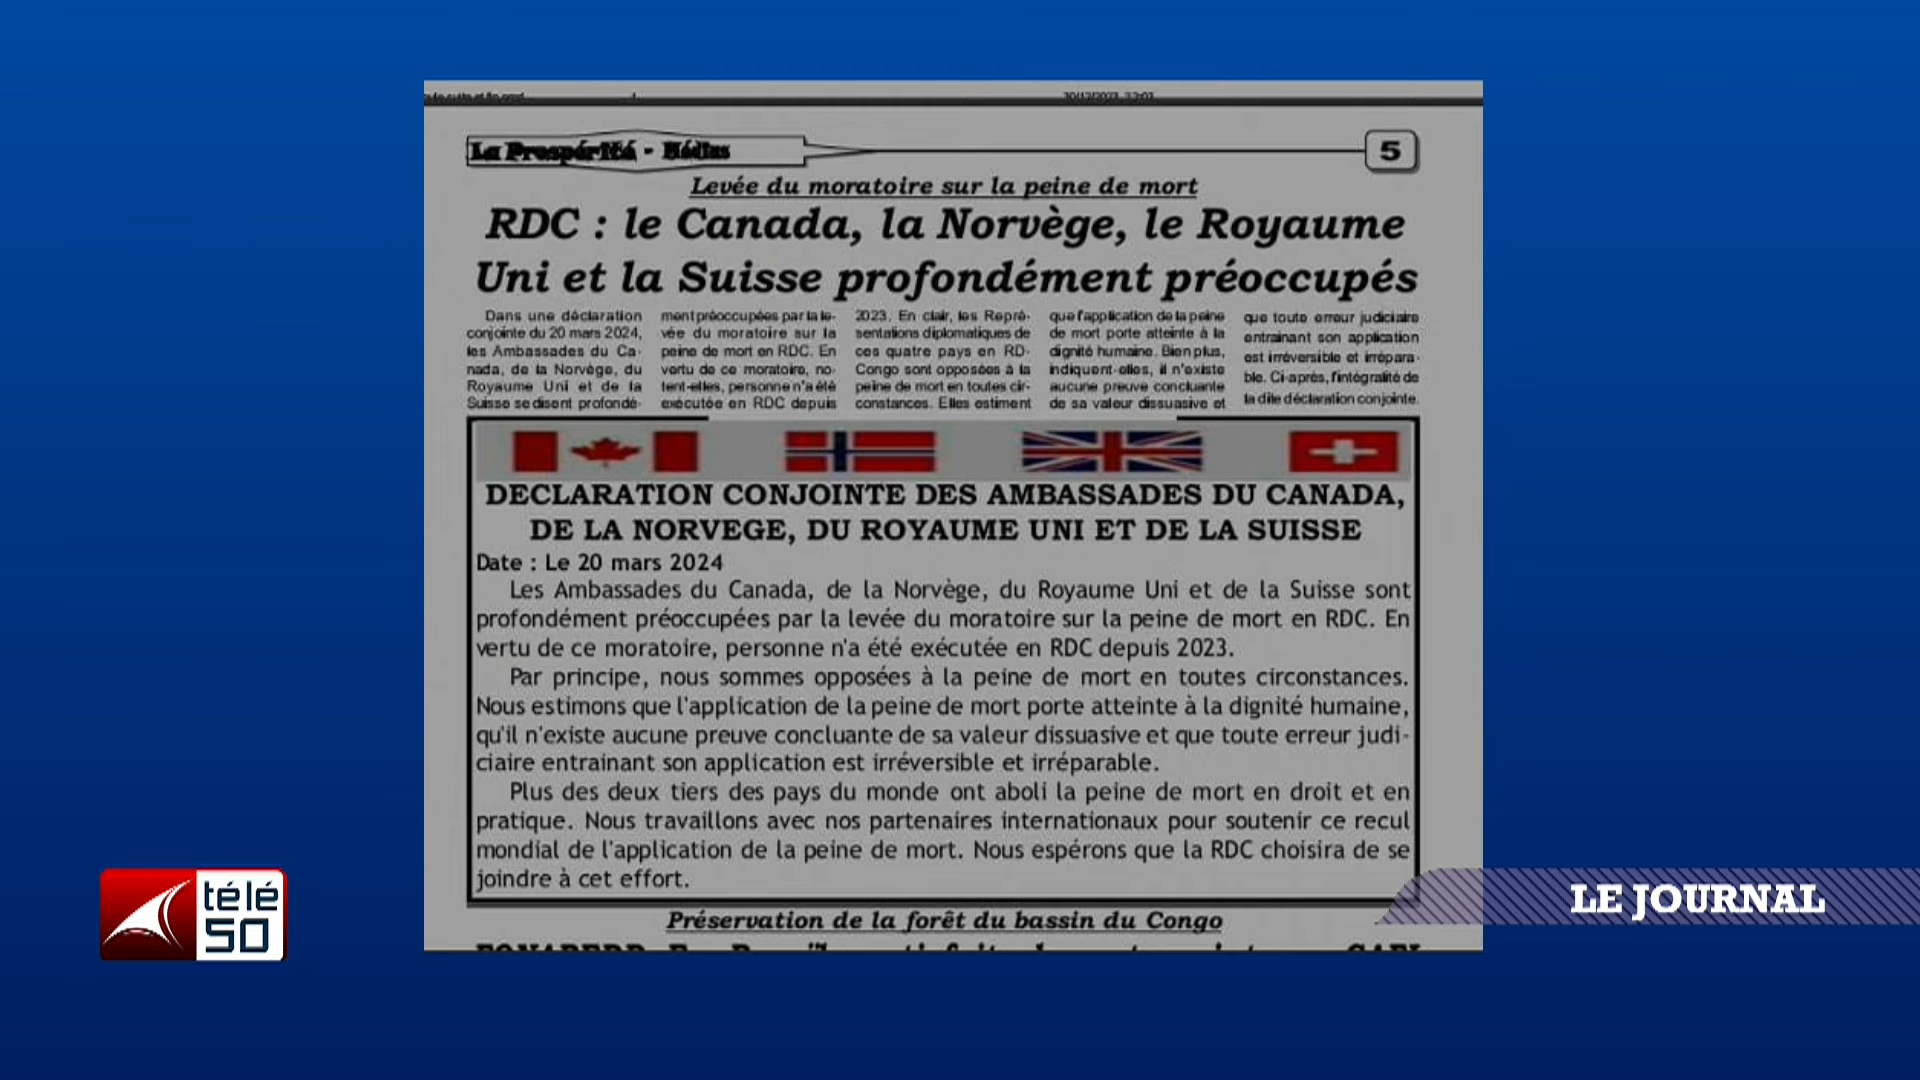 La Prospérité - Médias
5
Levée du moratoire sur la peine de mort
RDC : le Canada, la Norvège, le Royaume
Uni et la Suisse profondément préoccupés
Dans une déclaration
conjointe du 20 mars 2024,
les Ambassades du Ca-
nada, de la Norvège, du
Royaume Uni et de la
Suisse se disent profondé-
ment préoccupées par la le-
vée du moratoire sur la
peine de mort en RDC. En
vertu de ce moratoire, no-
tent-elles, personne n'a été
exécutée en RDC depuis
2023. En clair, les Repré-
sentations diplomatiques de
ces quatre pays en RD-
Congo sont opposées à la
peine de mort en toutes cir-
constances. Elles estiment
que l'application de la peine
de mort porte atteinte à la
dignité humaine. Bien plus,
indiquent-elles, il n'existe
aucune preuve concluante
de sa valeur dissuasive et
que toute erreur judiciaire
entrainant son application
est irréversible et irrépara-
ble. Ci-après, l'intégralité de
la dite déclaration conjointe.
DECLARATION CONJOINTE DES AMBASSADES DU CANADA,
DE LA NORVEGE, DU ROYAUME UNI ET DE LA SUISSE
Date : Le 20 mars 2024
Les Ambassades du Canada, de la Norvège, du Royaume Uni et de la Suisse sont
profondément préoccupées par la levée du moratoire sur la peine de mort en RDC. En
vertu de ce moratoire, personne n'a été exécutée en RDC depuis 2023.
Par principe, nous sommes opposées à la peine de mort en toutes circonstances.
Nous estimons que l'application de la peine de mort porte atteinte à la dignité humaine,
qu'il n'existe aucune preuve concluante de sa valeur dissuasive et que toute erreur judi-
ciaire entrainant son application est irréversible et irréparable.
Plus des deux tiers des pays du monde ont aboli la peine de mort en droit et en
pratique. Nous travaillons avec nos partenaires internationaux pour soutenir ce recul
mondial de l'application de la peine de mort. Nous espérons que la RDC choisira de se
joindre à cet effort.
Préservation de la forêt du bassin du Congo
télé
50
LE JOURNAL